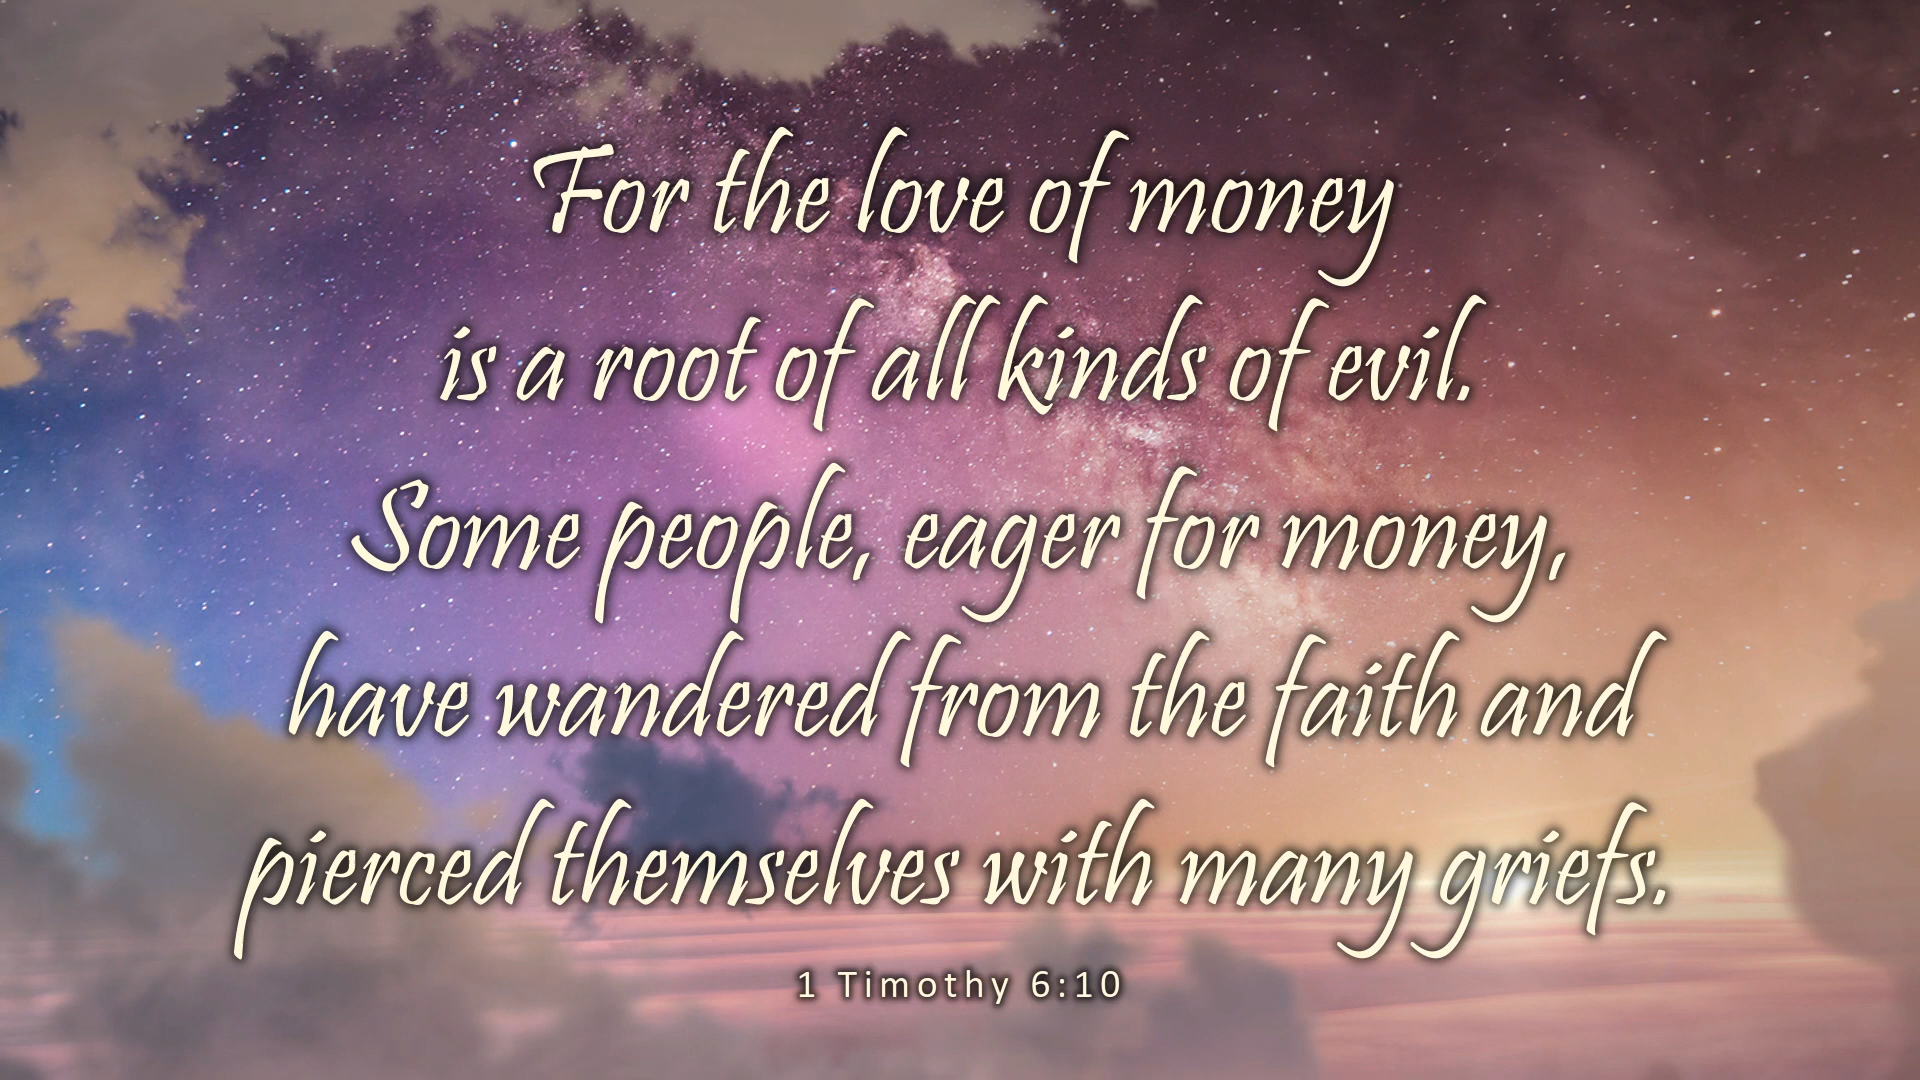 For the love of money
is a root of all kinds of evil.
Some people, eager for money,
have wandered from the faith and
pierced themselves with many griefs.
1 Timothy 6:10